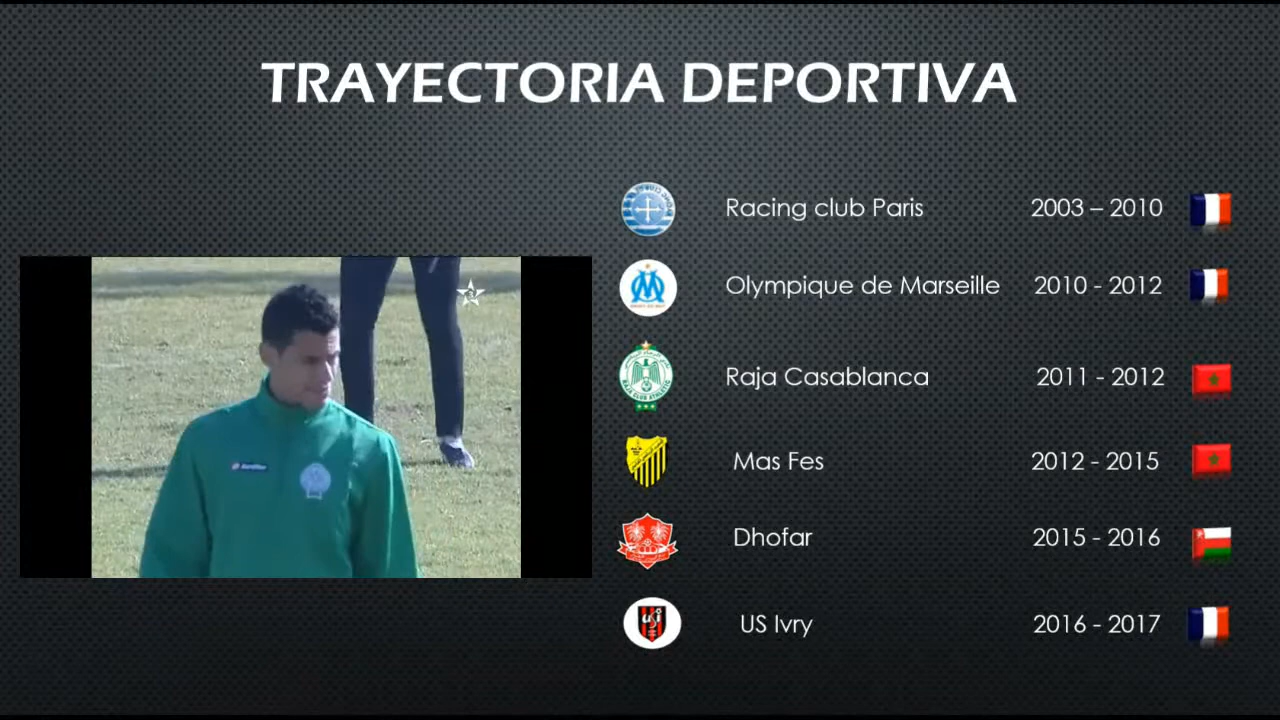 TRAYECTORIA DEPORTIVA
Racing club Paris 2003 – 2010
Olympique de Marseille 2010 - 2012
Raja Casablanca 2011 - 2012
Mas Fes 2012 - 2015
Dhofar 2015 - 2016
US Ivry 2016 - 2017